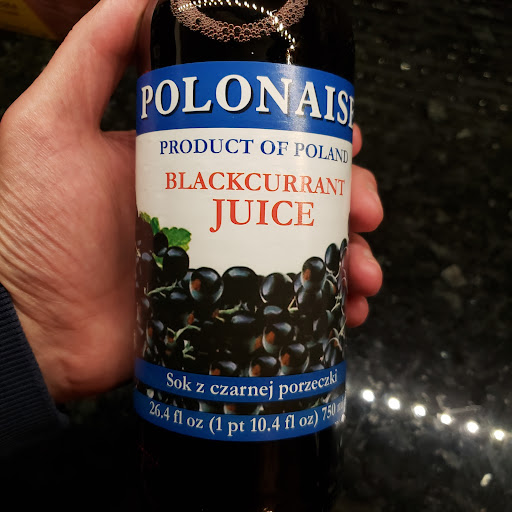 POLONAISE
PRODUCT OF POLAND
BLACKCURRANT
JUICE
Sok z czarnej porzeczki
26.4 fl oz (1 pt 10.4 fl oz) 750